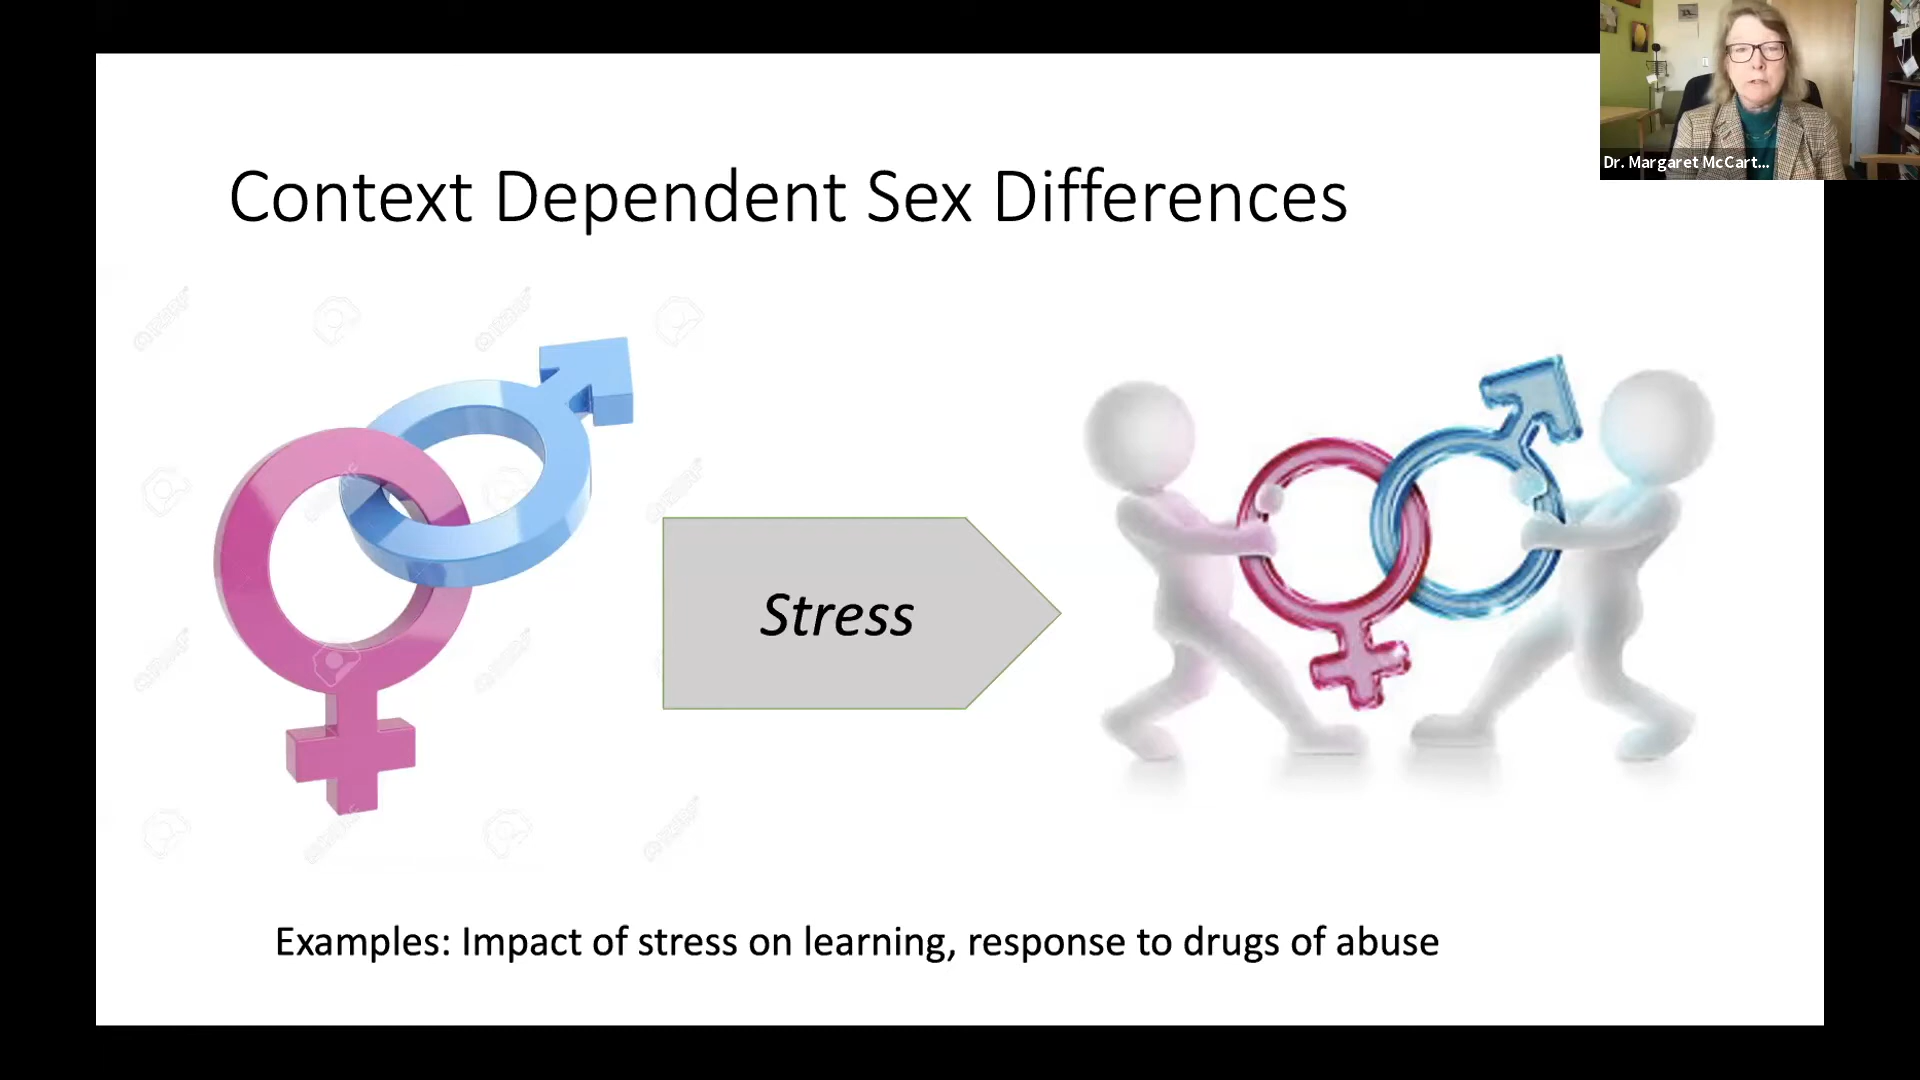 Dr. Margaret McCart...
Context Dependent Sex Differences
Stress
Examples: Impact of stress on learning, response to drugs of abuse